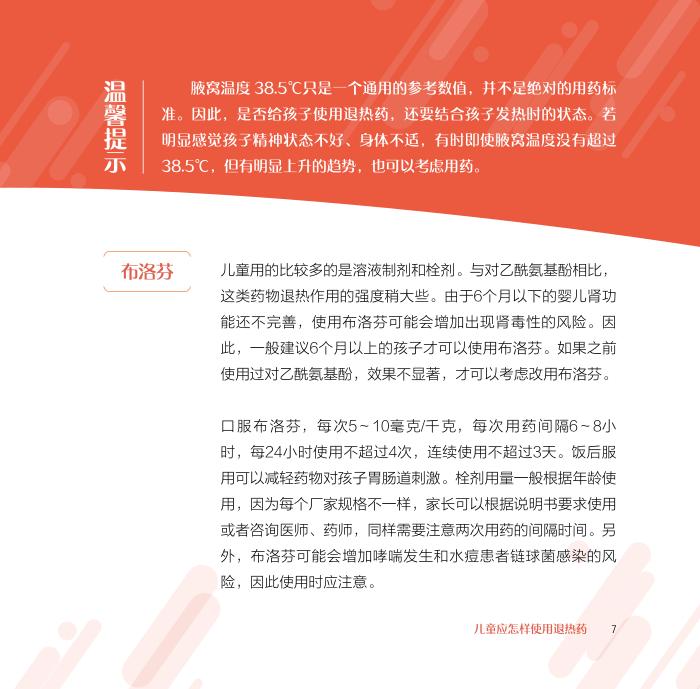 温馨提示
腋窝温度 38.5℃只是一个通用的参考数值，并不是绝对的用药标
准。因此，是否给孩子使用退热药，还要结合孩子发热时的状态。若
明显感觉孩子精神状态不好、身体不适，有时即使腋窝温度没有超过
38.5℃，但有明显上升的趋势，也可以考虑用药。
布洛芬
儿童用的比较多的是溶液制剂和栓剂。与对乙酰氨基酚相比，
这类药物退热作用的强度稍大些。由于6个月以下的婴儿肾功
能还不完善，使用布洛芬可能会增加出现肾毒性的风险。因
此，一般建议6个月以上的孩子才可以使用布洛芬。如果之前
使用过对乙酰氨基酚，效果不显著，才可以考虑改用布洛芬。
口服布洛芬，每次5～10毫克/千克，每次用药间隔6～8小
时，每24小时使用不超过4次，连续使用不超过3天。饭后服
用可以减轻药物对孩子胃肠道刺激。栓剂用量一般根据年龄使
用，因为每个厂家规格不一样，家长可以根据说明书要求使用
或者咨询医师、药师，同样需要注意两次用药的间隔时间。另
外，布洛芬可能会增加哮喘发生和水痘患者链球菌感染的风
险，因此使用时应注意。
儿童应怎样使用退热药 7